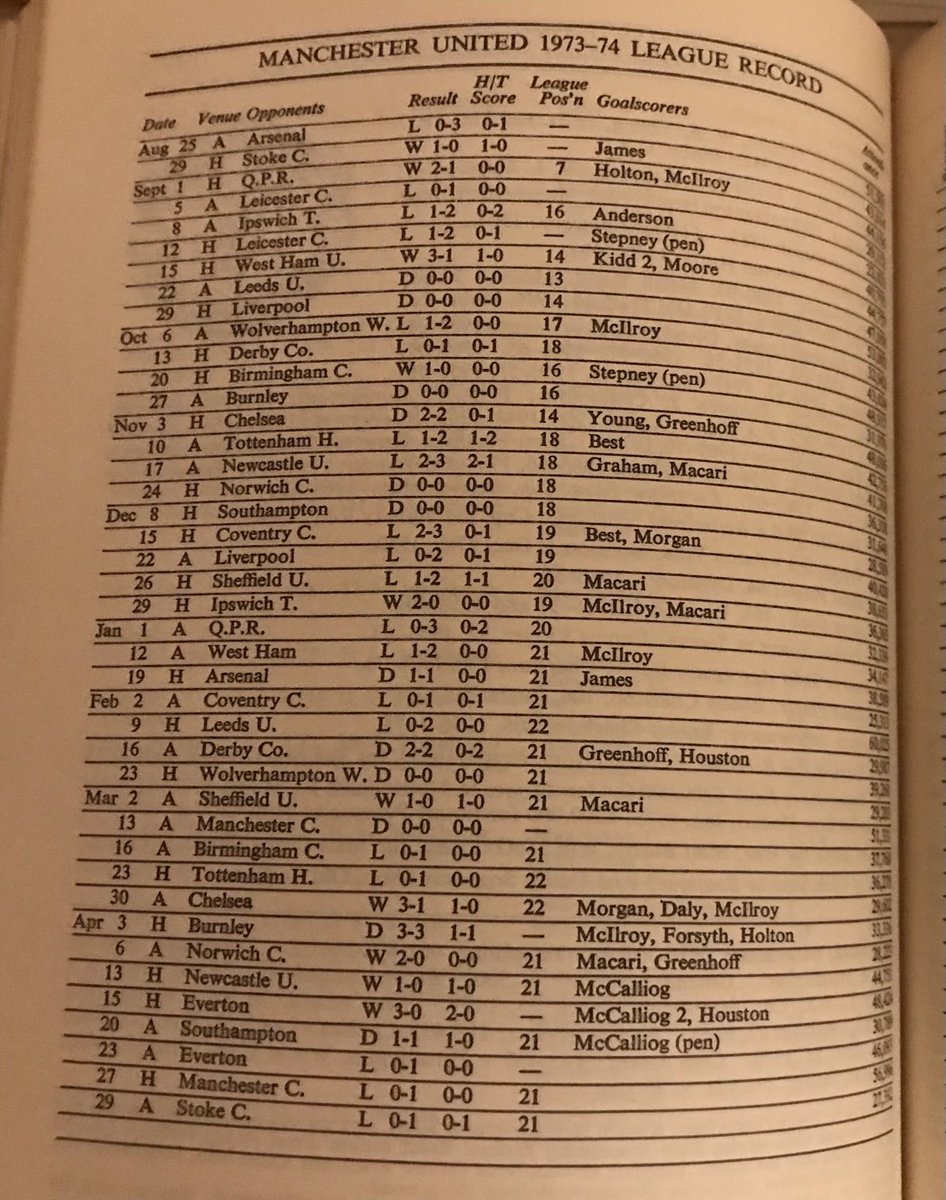 MANCHESTER UNITED 1973–74 LEAGUE RECORD
Date Venue Opponents Result H/T Score League Pos'n Goalscorers
Aug 25 A Arsenal L 0-3 0-1 —
29 H Stoke C. W 1-0 1-0 — James
Sept 1 H Q.P.R. W 2-1 0-0 7 Holton, McIlroy
5 A Leicester C. L 0-1 0-0 —
8 A Ipswich T. L 1-2 0-2 16 Anderson
12 H Leicester C. L 1-2 0-1 — Stepney (pen)
15 H West Ham U. W 3-1 1-0 14 Kidd 2, Moore
22 A Leeds U. D 0-0 0-0 13
29 H Liverpool D 0-0 0-0 14
Oct 6 A Wolverhampton W. L 1-2 0-0 17 McIlroy
13 H Derby Co. L 0-1 0-1 18
20 H Birmingham C. W 1-0 0-0 16 Stepney (pen)
27 A Burnley D 0-0 0-0 16
Nov 3 H Chelsea D 2-2 0-1 14 Young, Greenhoff
10 A Tottenham H. L 1-2 1-2 18 Best
17 A Newcastle U. L 2-3 2-1 18 Graham, Macari
24 H Norwich C. D 0-0 0-0 18
Dec 8 H Southampton D 0-0 0-0 18
15 H Coventry C. L 2-3 0-1 19 Best, Morgan
22 A Liverpool L 0-2 0-1 19
26 H Sheffield U. L 1-2 1-1 20 Macari
29 H Ipswich T. W 2-0 0-0 19 McIlroy, Macari
Jan 1 A Q.P.R. L 0-3 0-2 20
12 A West Ham L 1-2 0-0 21 McIlroy
19 H Arsenal D 1-1 0-0 21 James
Feb 2 A Coventry C. L 0-1 0-1 21
9 H Leeds U. L 0-2 0-0 22
16 A Derby Co. D 2-2 0-2 21 Greenhoff, Houston
23 H Wolverhampton W. D 0-0 0-0 21
Mar 2 A Sheffield U. W 1-0 1-0 21 Macari
13 A Manchester C. D 0-0 0-0 —
16 A Birmingham C. L 0-1 0-0 21
23 H Tottenham H. L 0-1 0-0 22
30 A Chelsea W 3-1 1-0 22 Morgan, Daly, McIlroy
Apr 3 H Burnley D 3-3 1-1 — McIlroy, Forsyth, Holton
6 A Norwich C. W 2-0 0-0 21 Macari, Greenhoff
13 H Newcastle U. W 1-0 1-0 21 McCalliog
15 H Everton W 3-0 2-0 — McCalliog 2, Houston
20 A Southampton D 1-1 1-0 21 McCalliog (pen)
23 A Everton L 0-1 0-0 —
27 H Manchester C. L 0-1 0-0 21
29 A Stoke C. L 0-1 0-1 21